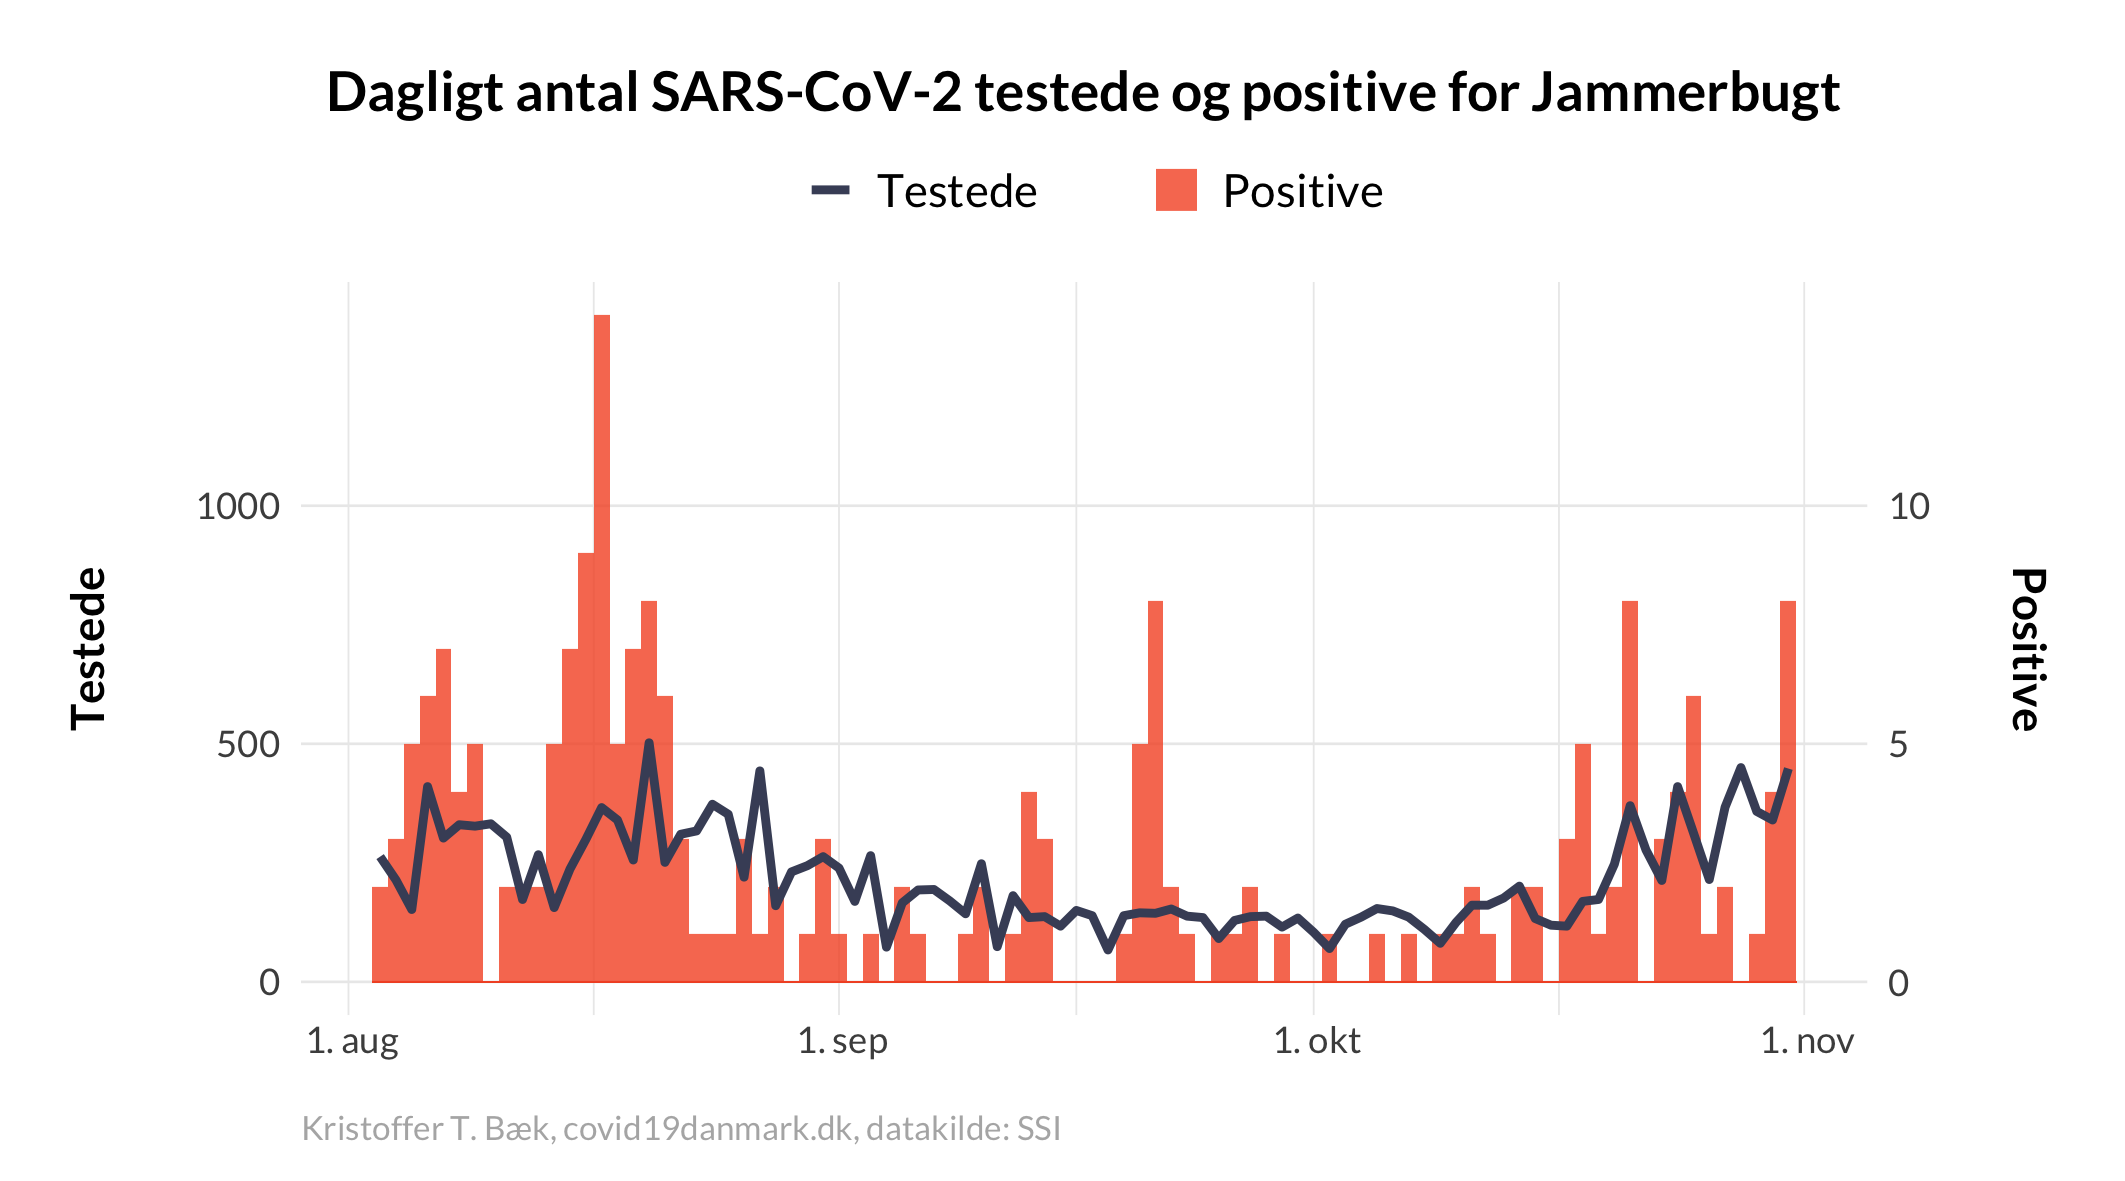 Dagligt antal SARS-CoV-2 testede og positive for Jammerbugt
Testede
Positive
1000
500
0
Testede
10
5
0
Positive
1. aug
1. sep
1. okt
1. nov
Kristoffer T. Bæk, covid19danmark.dk, datakilde: SSI